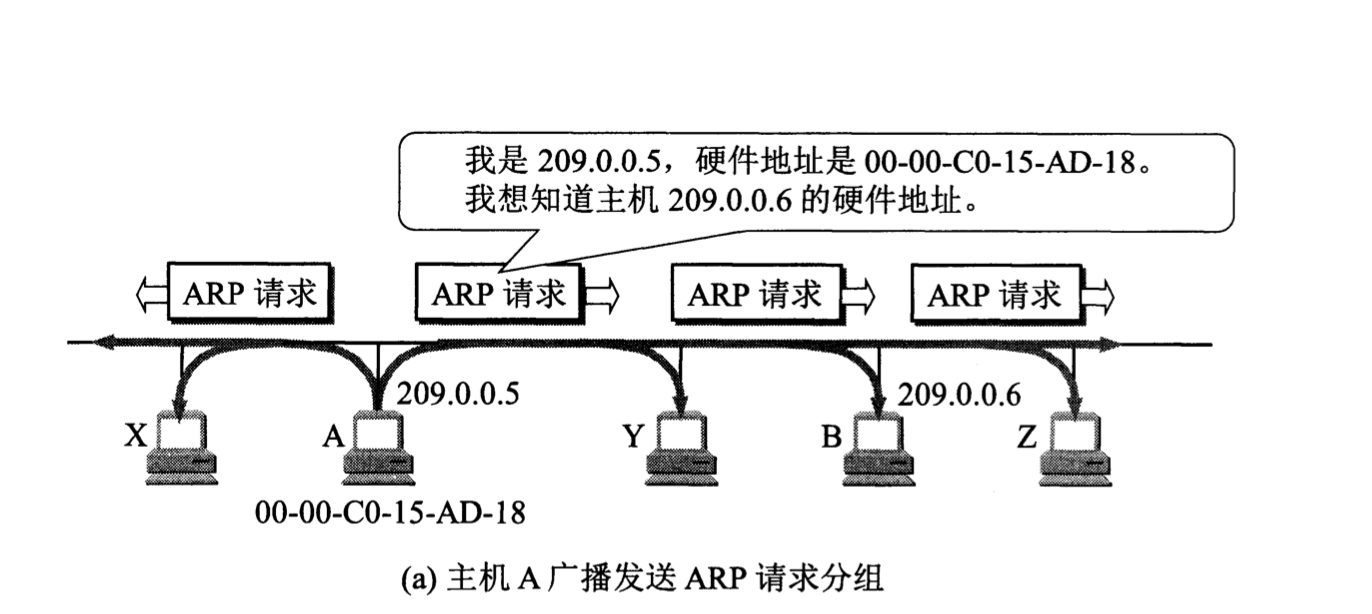 我是 209.0.0.5，硬件地址是 00-00-C0-15-AD-18。
我想知道主机 209.0.0.6 的硬件地址。
ARP 请求
ARP 请求
ARP 请求
ARP 请求
209.0.0.5
209.0.0.6
X
A
Y
B
Z
00-00-C0-15-AD-18
(a) 主机 A 广播发送 ARP 请求分组